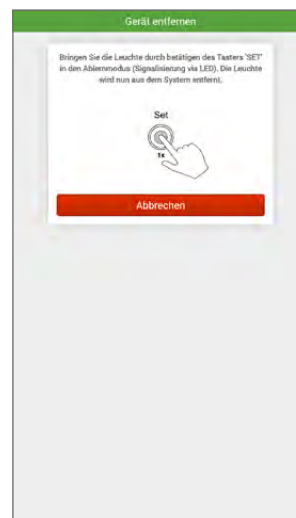 Gerät entfernen
Bringen Sie die Leuchte durch betätigen des Tasters 'SET'
in den Ablernmodus (Signalisierung via LED). Die Leuchte
wird nun aus dem System entfernt.
Set
1x
Abbrechen